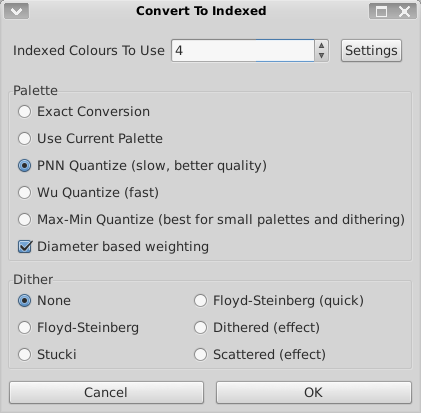 Convert To Indexed
Indexed Colours To Use 4 Settings
Palette
Exact Conversion
Use Current Palette
PNN Quantize (slow, better quality)
Wu Quantize (fast)
Max-Min Quantize (best for small palettes and dithering)
Diameter based weighting
Dither
None Floyd-Steinberg (quick)
Floyd-Steinberg Dithered (effect)
Stucki Scattered (effect)
Cancel OK